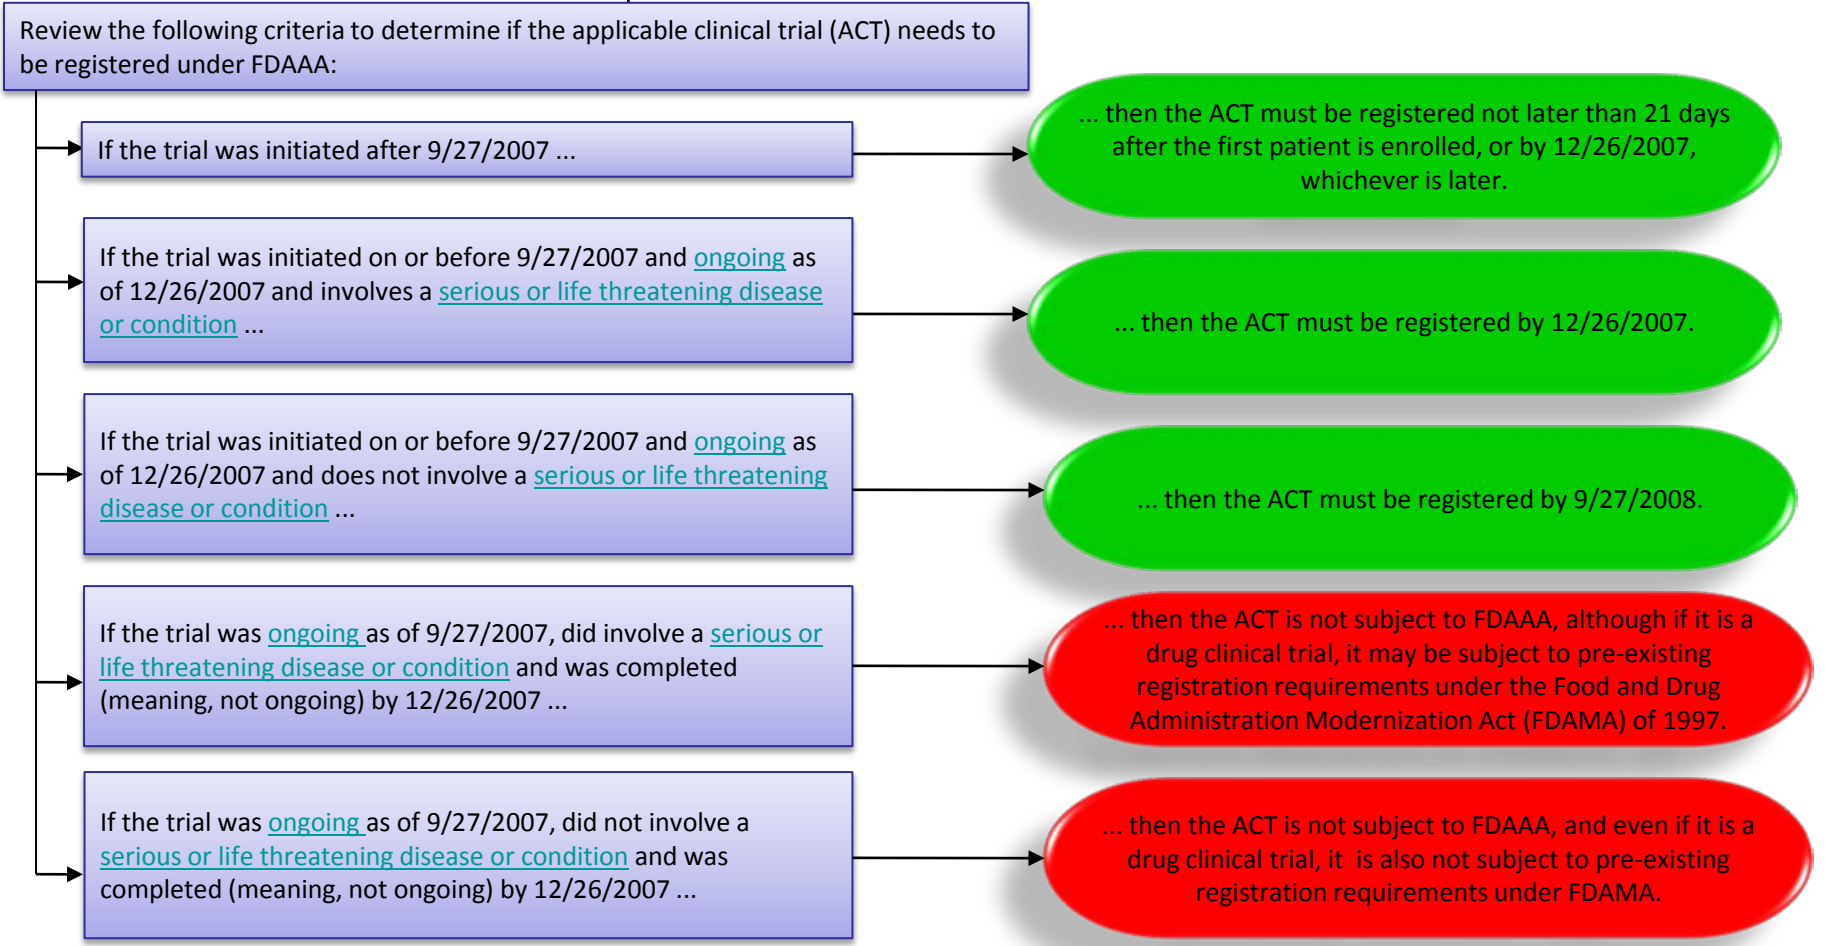 Review the following criteria to determine if the applicable clinical trial (ACT) needs to
be registered under FDAAA:
If the trial was initiated after 9/27/2007 ...
... then the ACT must be registered not later than 21 days
after the first patient is enrolled, or by 12/26/2007,
whichever is later.
If the trial was initiated on or before 9/27/2007 and ongoing as
of 12/26/2007 and involves a serious or life threatening disease
or condition ...
... then the ACT must be registered by 12/26/2007.
If the trial was initiated on or before 9/27/2007 and ongoing as
of 12/26/2007 and does not involve a serious or life threatening
disease or condition ...
... then the ACT must be registered by 9/27/2008.
If the trial was ongoing as of 9/27/2007, did involve a serious or
life threatening disease or condition and was completed
(meaning, not ongoing) by 12/26/2007 ...
... then the ACT is not subject to FDAAA, although if it is a
drug clinical trial, it may be subject to pre-existing
registration requirements under the Food and Drug
Administration Modernization Act (FDAMA) of 1997.
If the trial was ongoing as of 9/27/2007, did not involve a
serious or life threatening disease or condition and was
completed (meaning, not ongoing) by 12/26/2007 ...
... then the ACT is not subject to FDAAA, and even if it is a
drug clinical trial, it is also not subject to pre-existing
registration requirements under FDAMA.